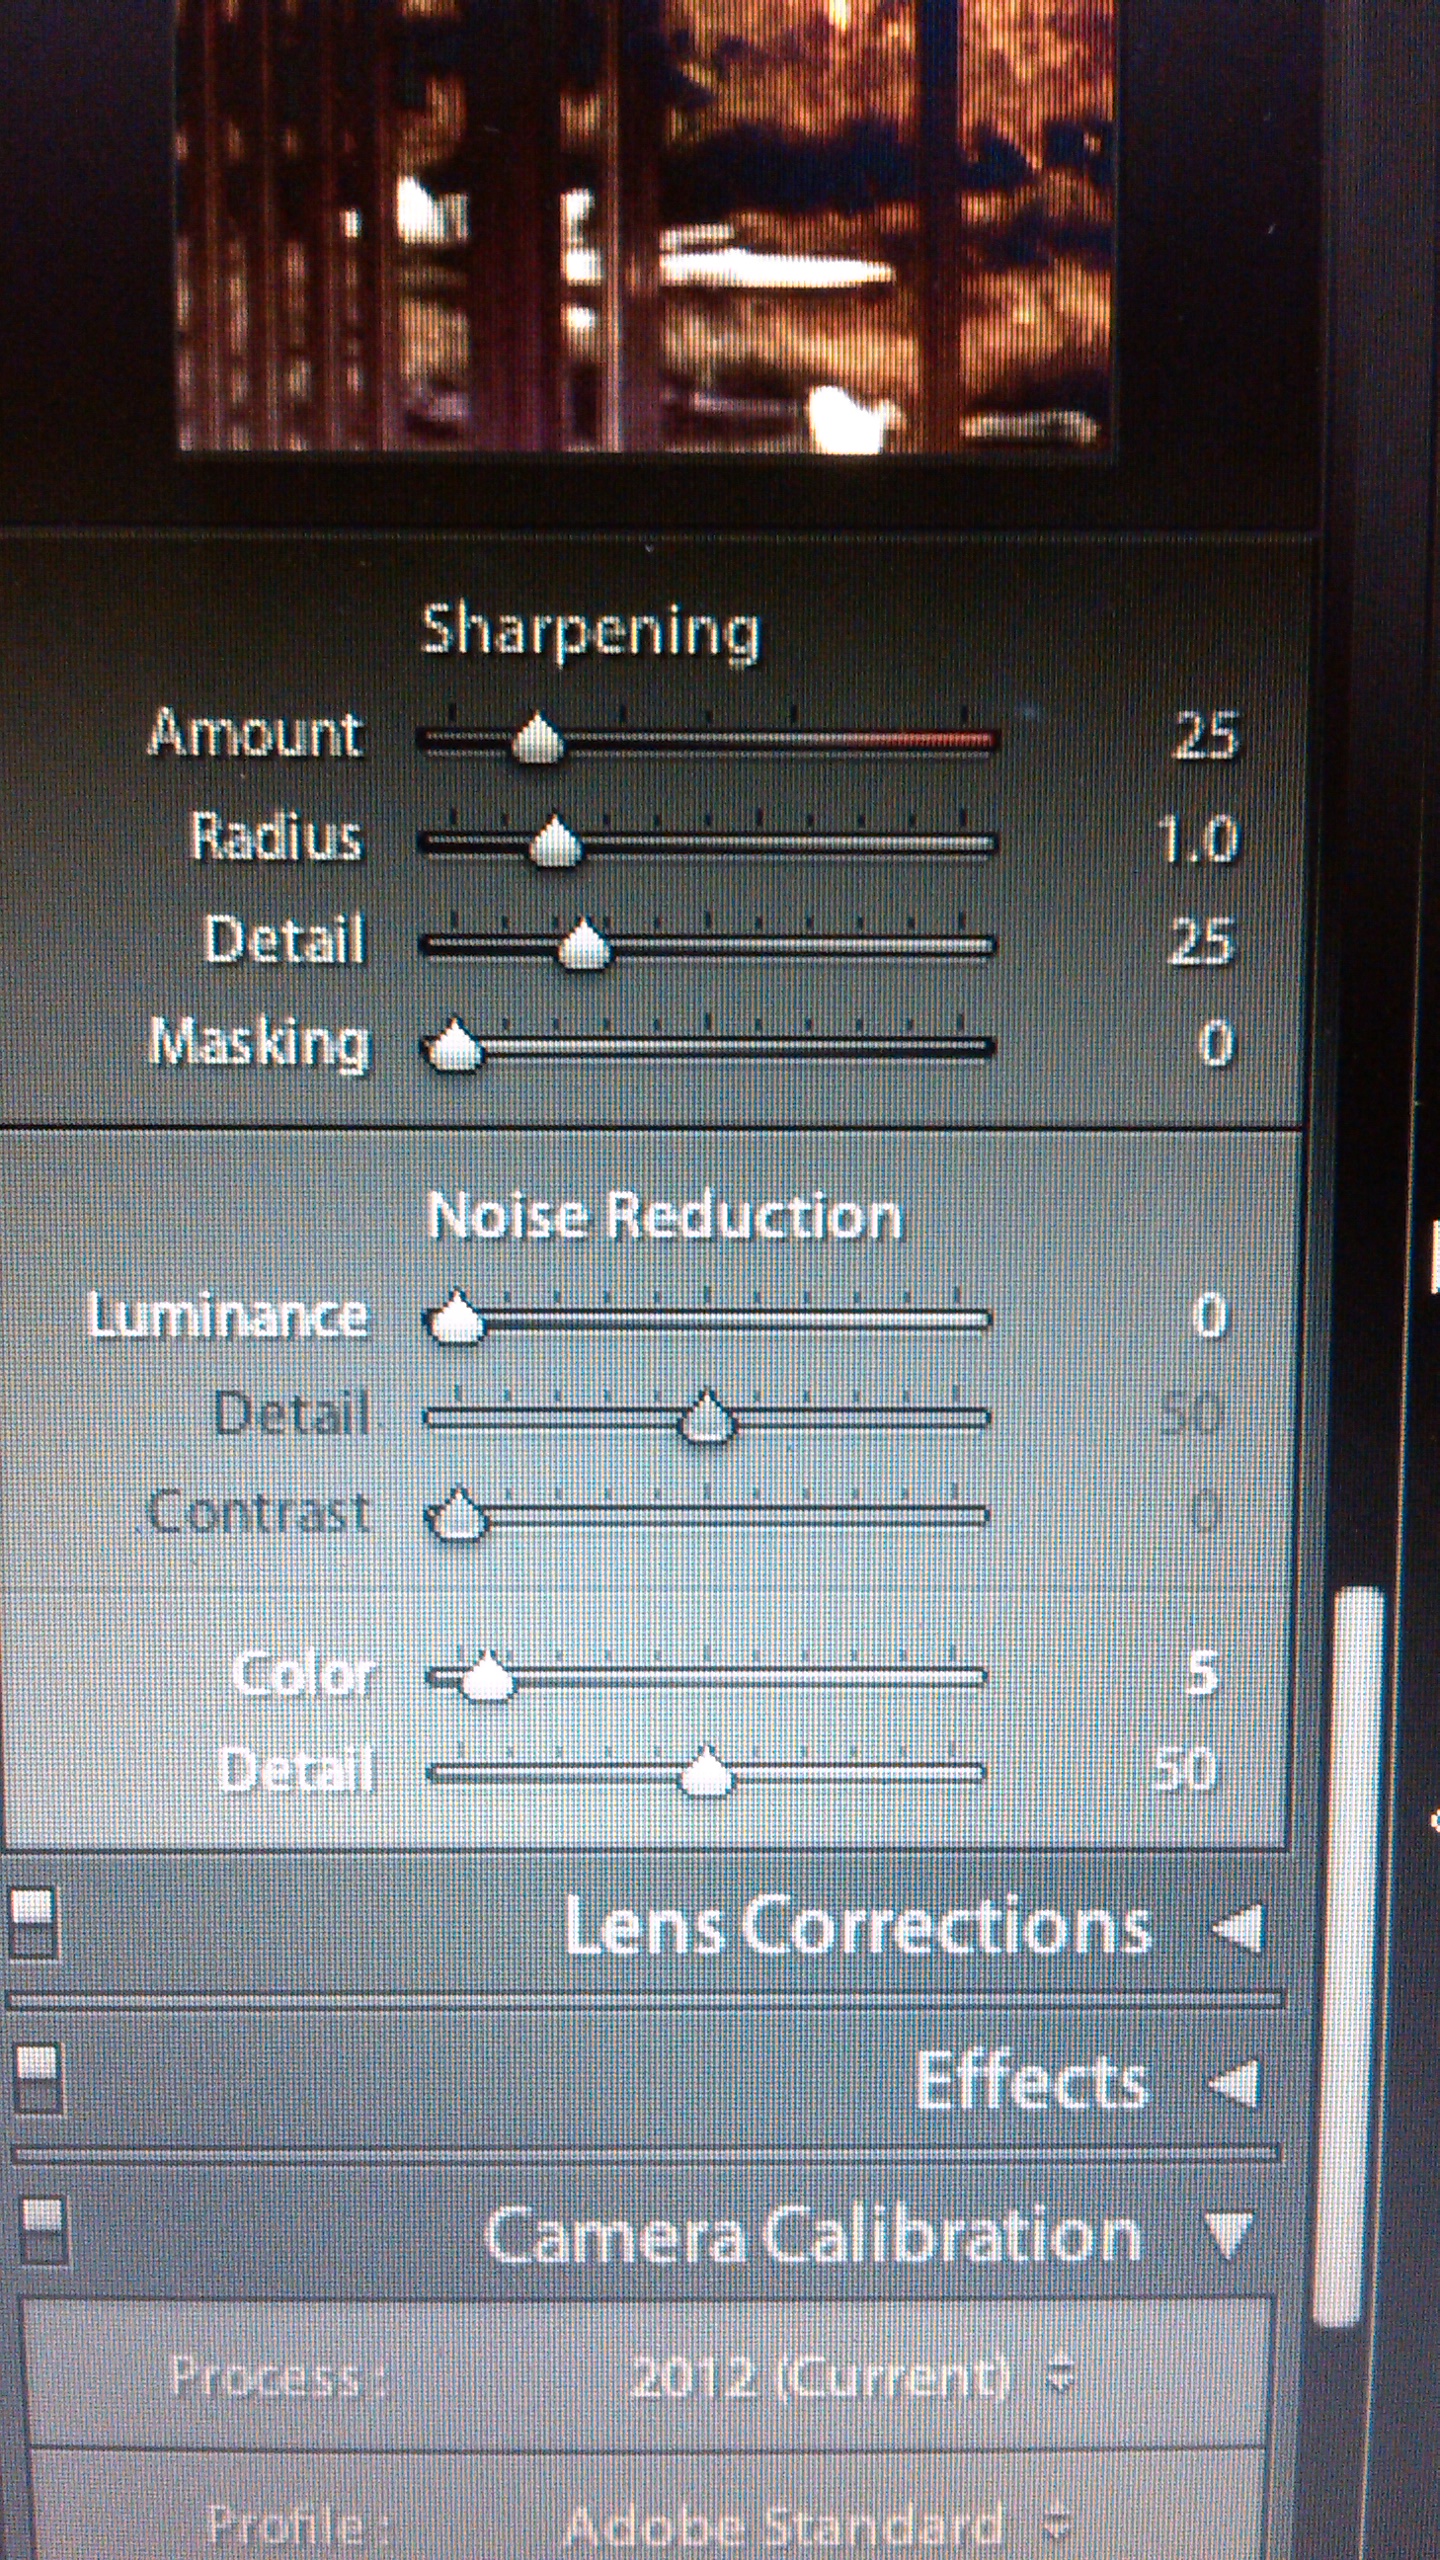 Sharpening
Amount 25
Radius 1.0
Detail 25
Masking 0
Noise Reduction
Luminance 0
Detail 50
Contrast 0
Color 5
Detail 50
Lens Corrections
Effects
Camera Calibration
Process: 2012 (Current)
Profile: Adobe Standard